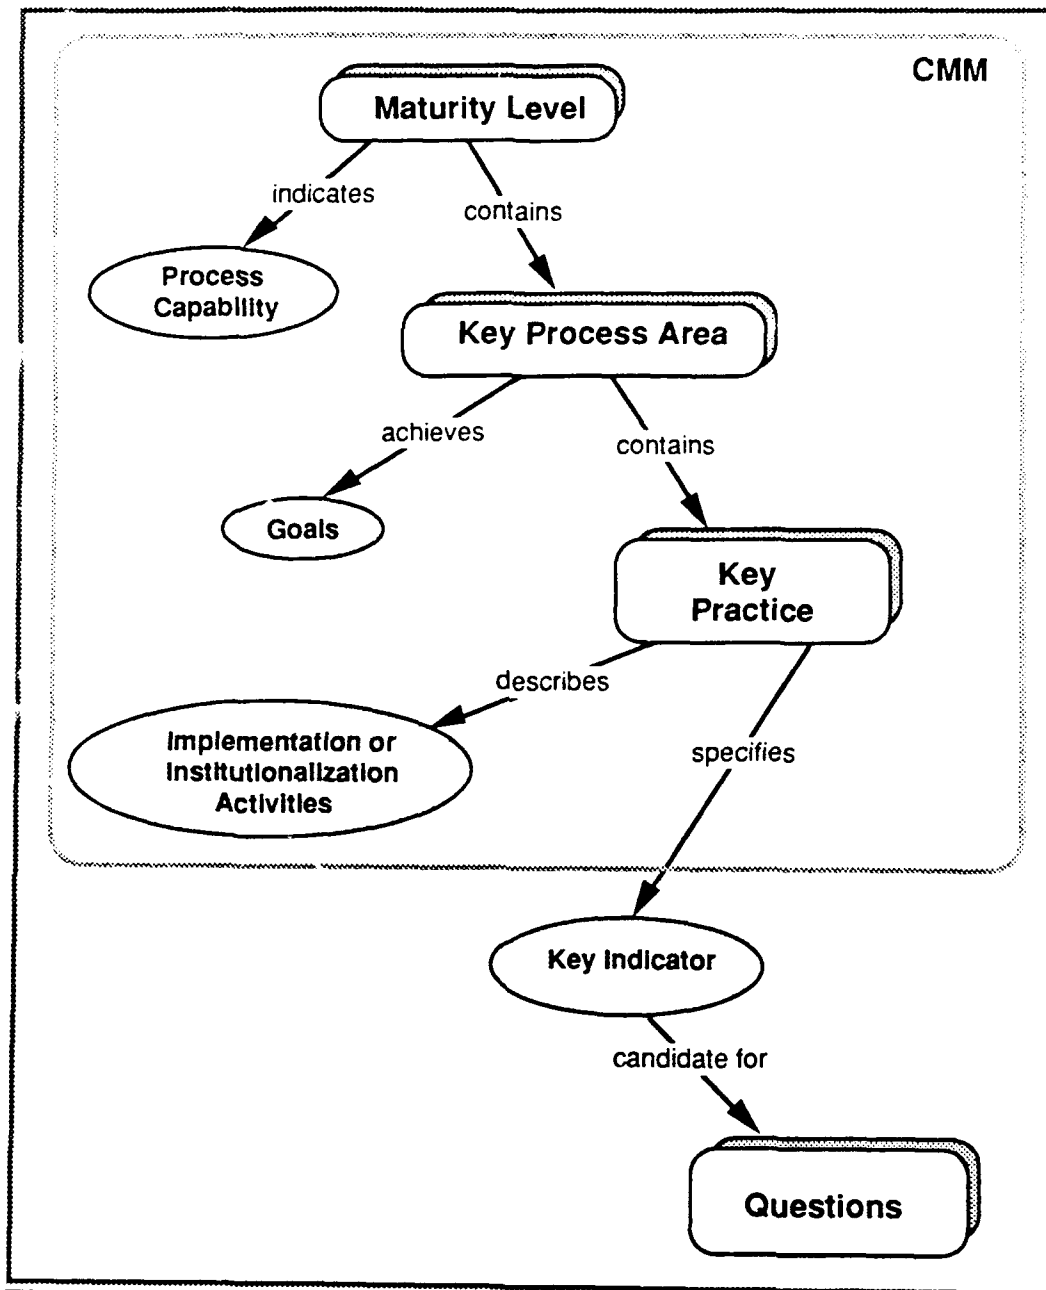 CMM
Maturity Level
indicates
contains
Process
Capability
Key Process Area
achieves
contains
Goals
Key
Practice
describes
Implementation or
Institutionalization
Activities
specifies
Key Indicator
candidate for
Questions